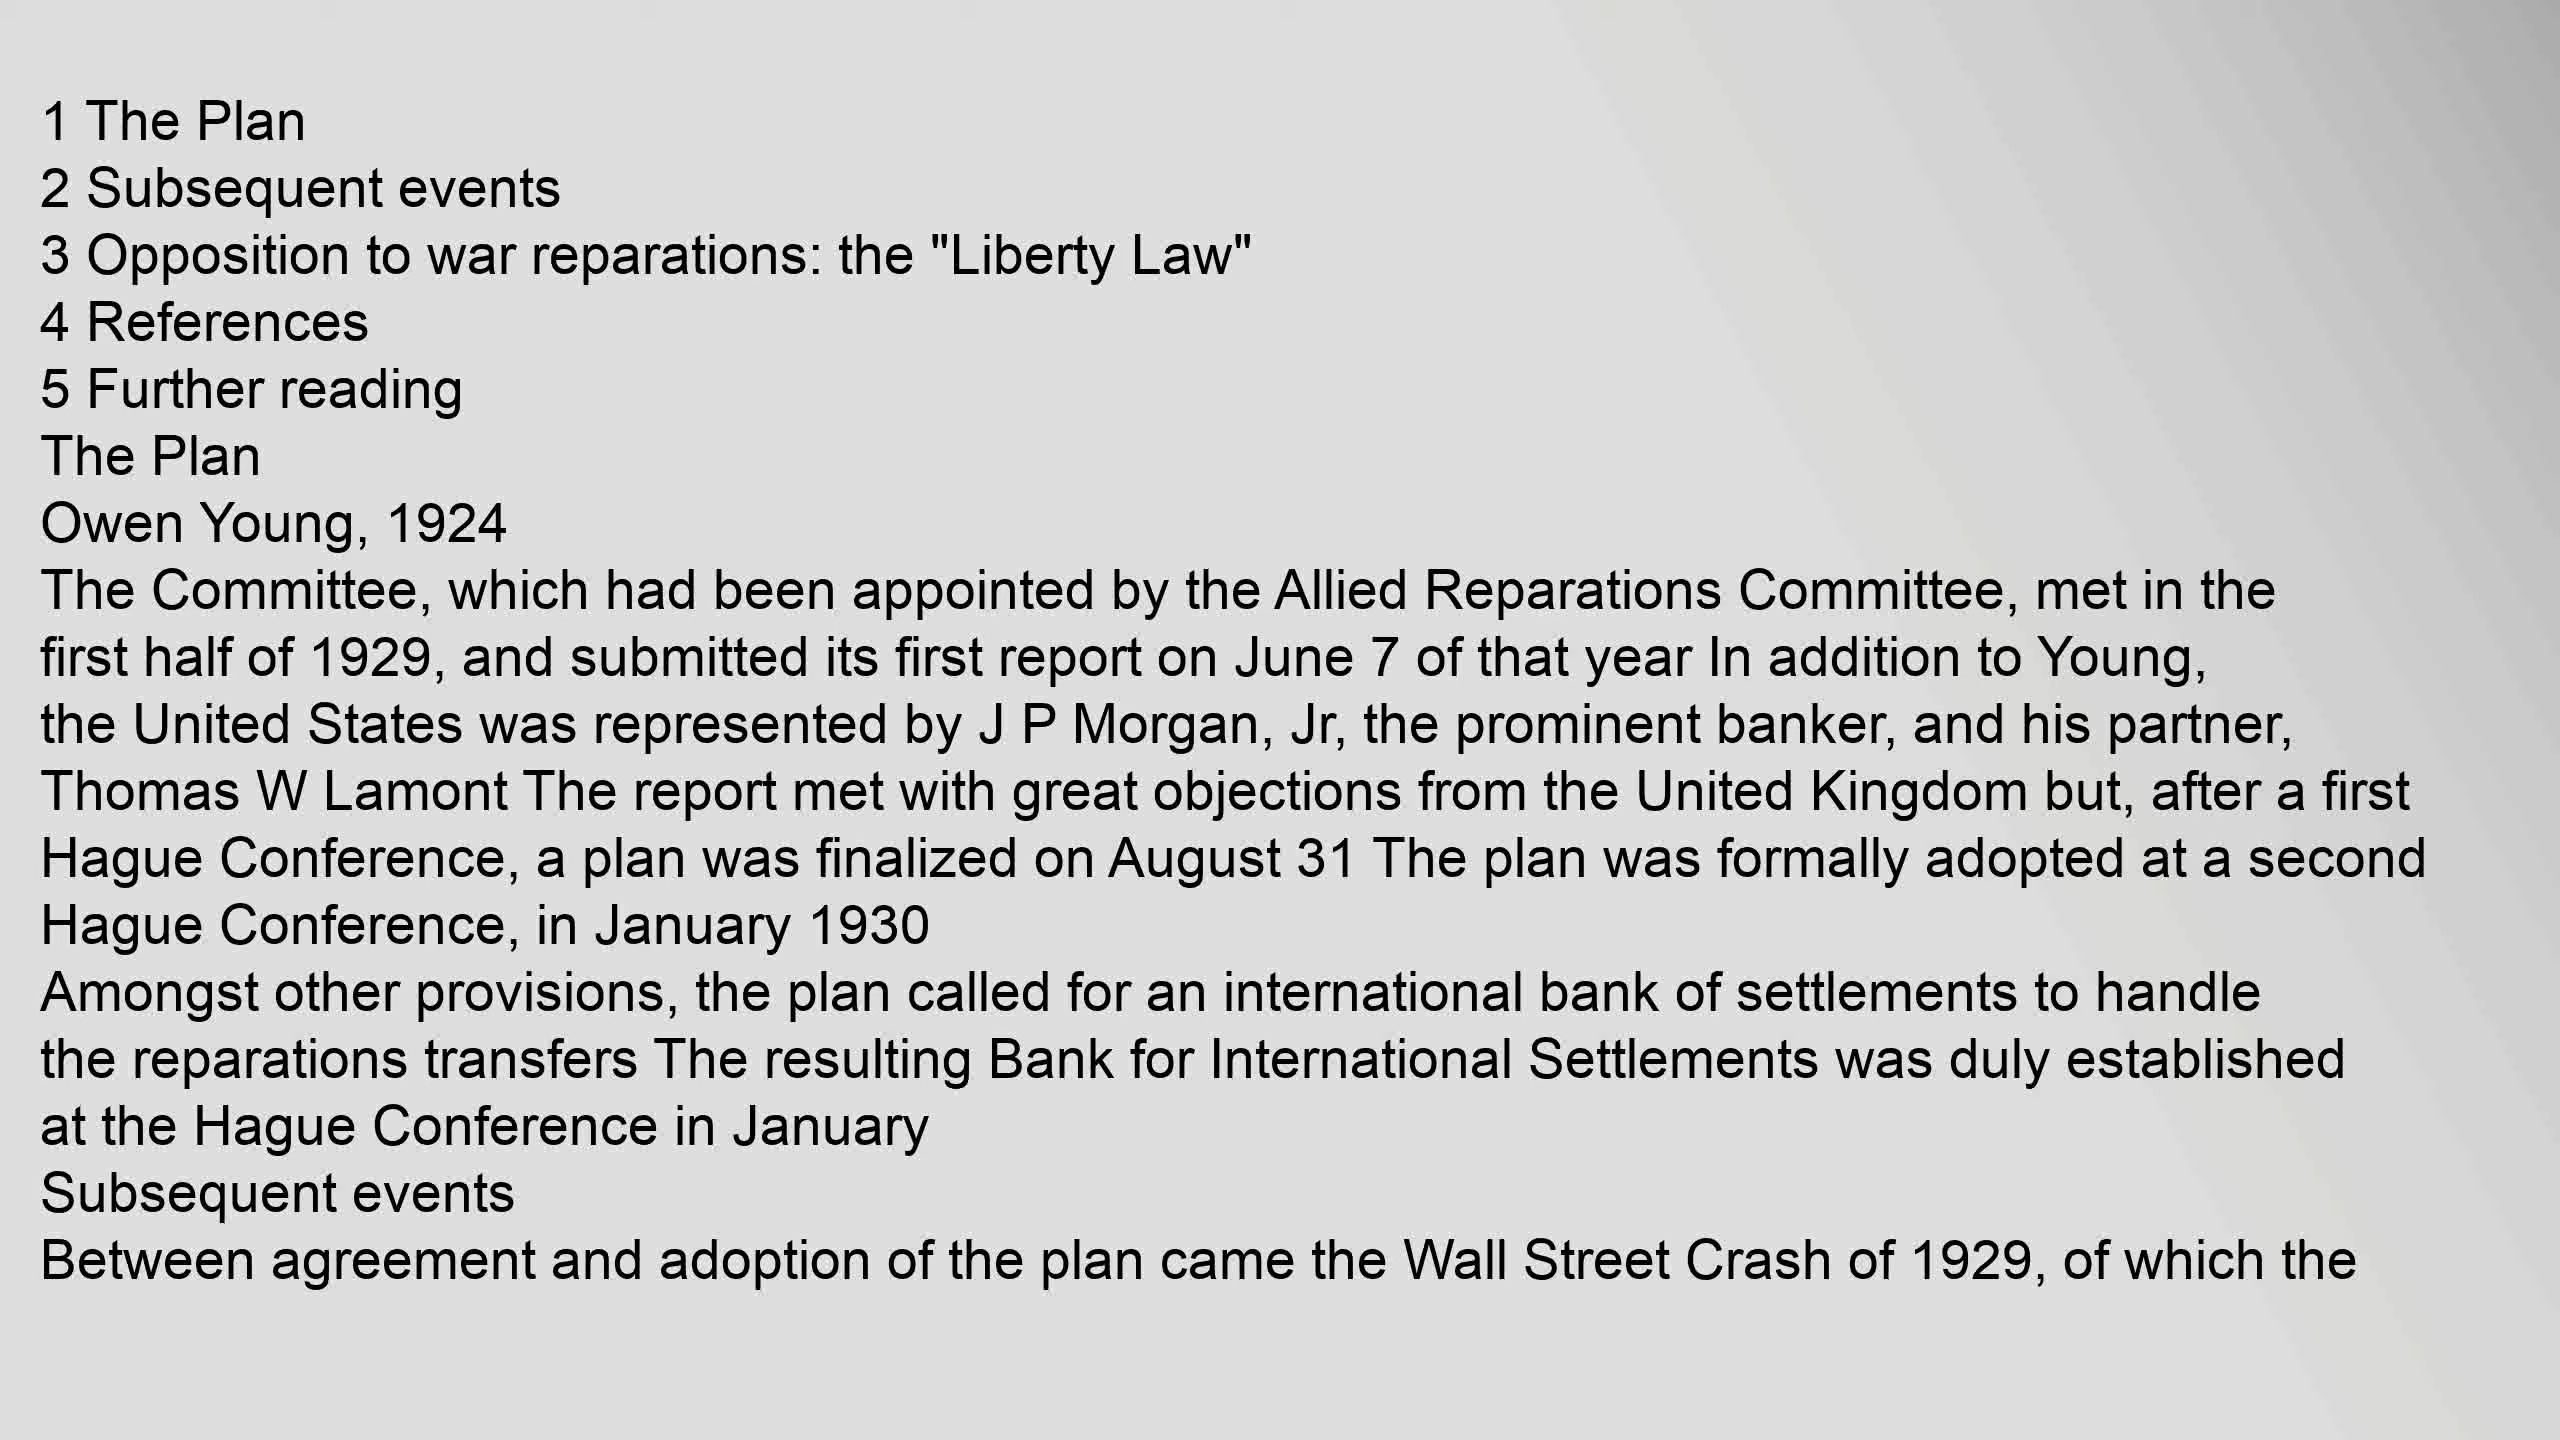 1 The Plan
2 Subsequent events
3 Opposition to war reparations: the "Liberty Law"
4 References
5 Further reading
The Plan
Owen Young, 1924
The Committee, which had been appointed by the Allied Reparations Committee, met in the
first half of 1929, and submitted its first report on June 7 of that year In addition to Young,
the United States was represented by J P Morgan, Jr, the prominent banker, and his partner,
Thomas W Lamont The report met with great objections from the United Kingdom but, after a first
Hague Conference, a plan was finalized on August 31 The plan was formally adopted at a second
Hague Conference, in January 1930
Amongst other provisions, the plan called for an international bank of settlements to handle
the reparations transfers The resulting Bank for International Settlements was duly established
at the Hague Conference in January
Subsequent events
Between agreement and adoption of the plan came the Wall Street Crash of 1929, of which the